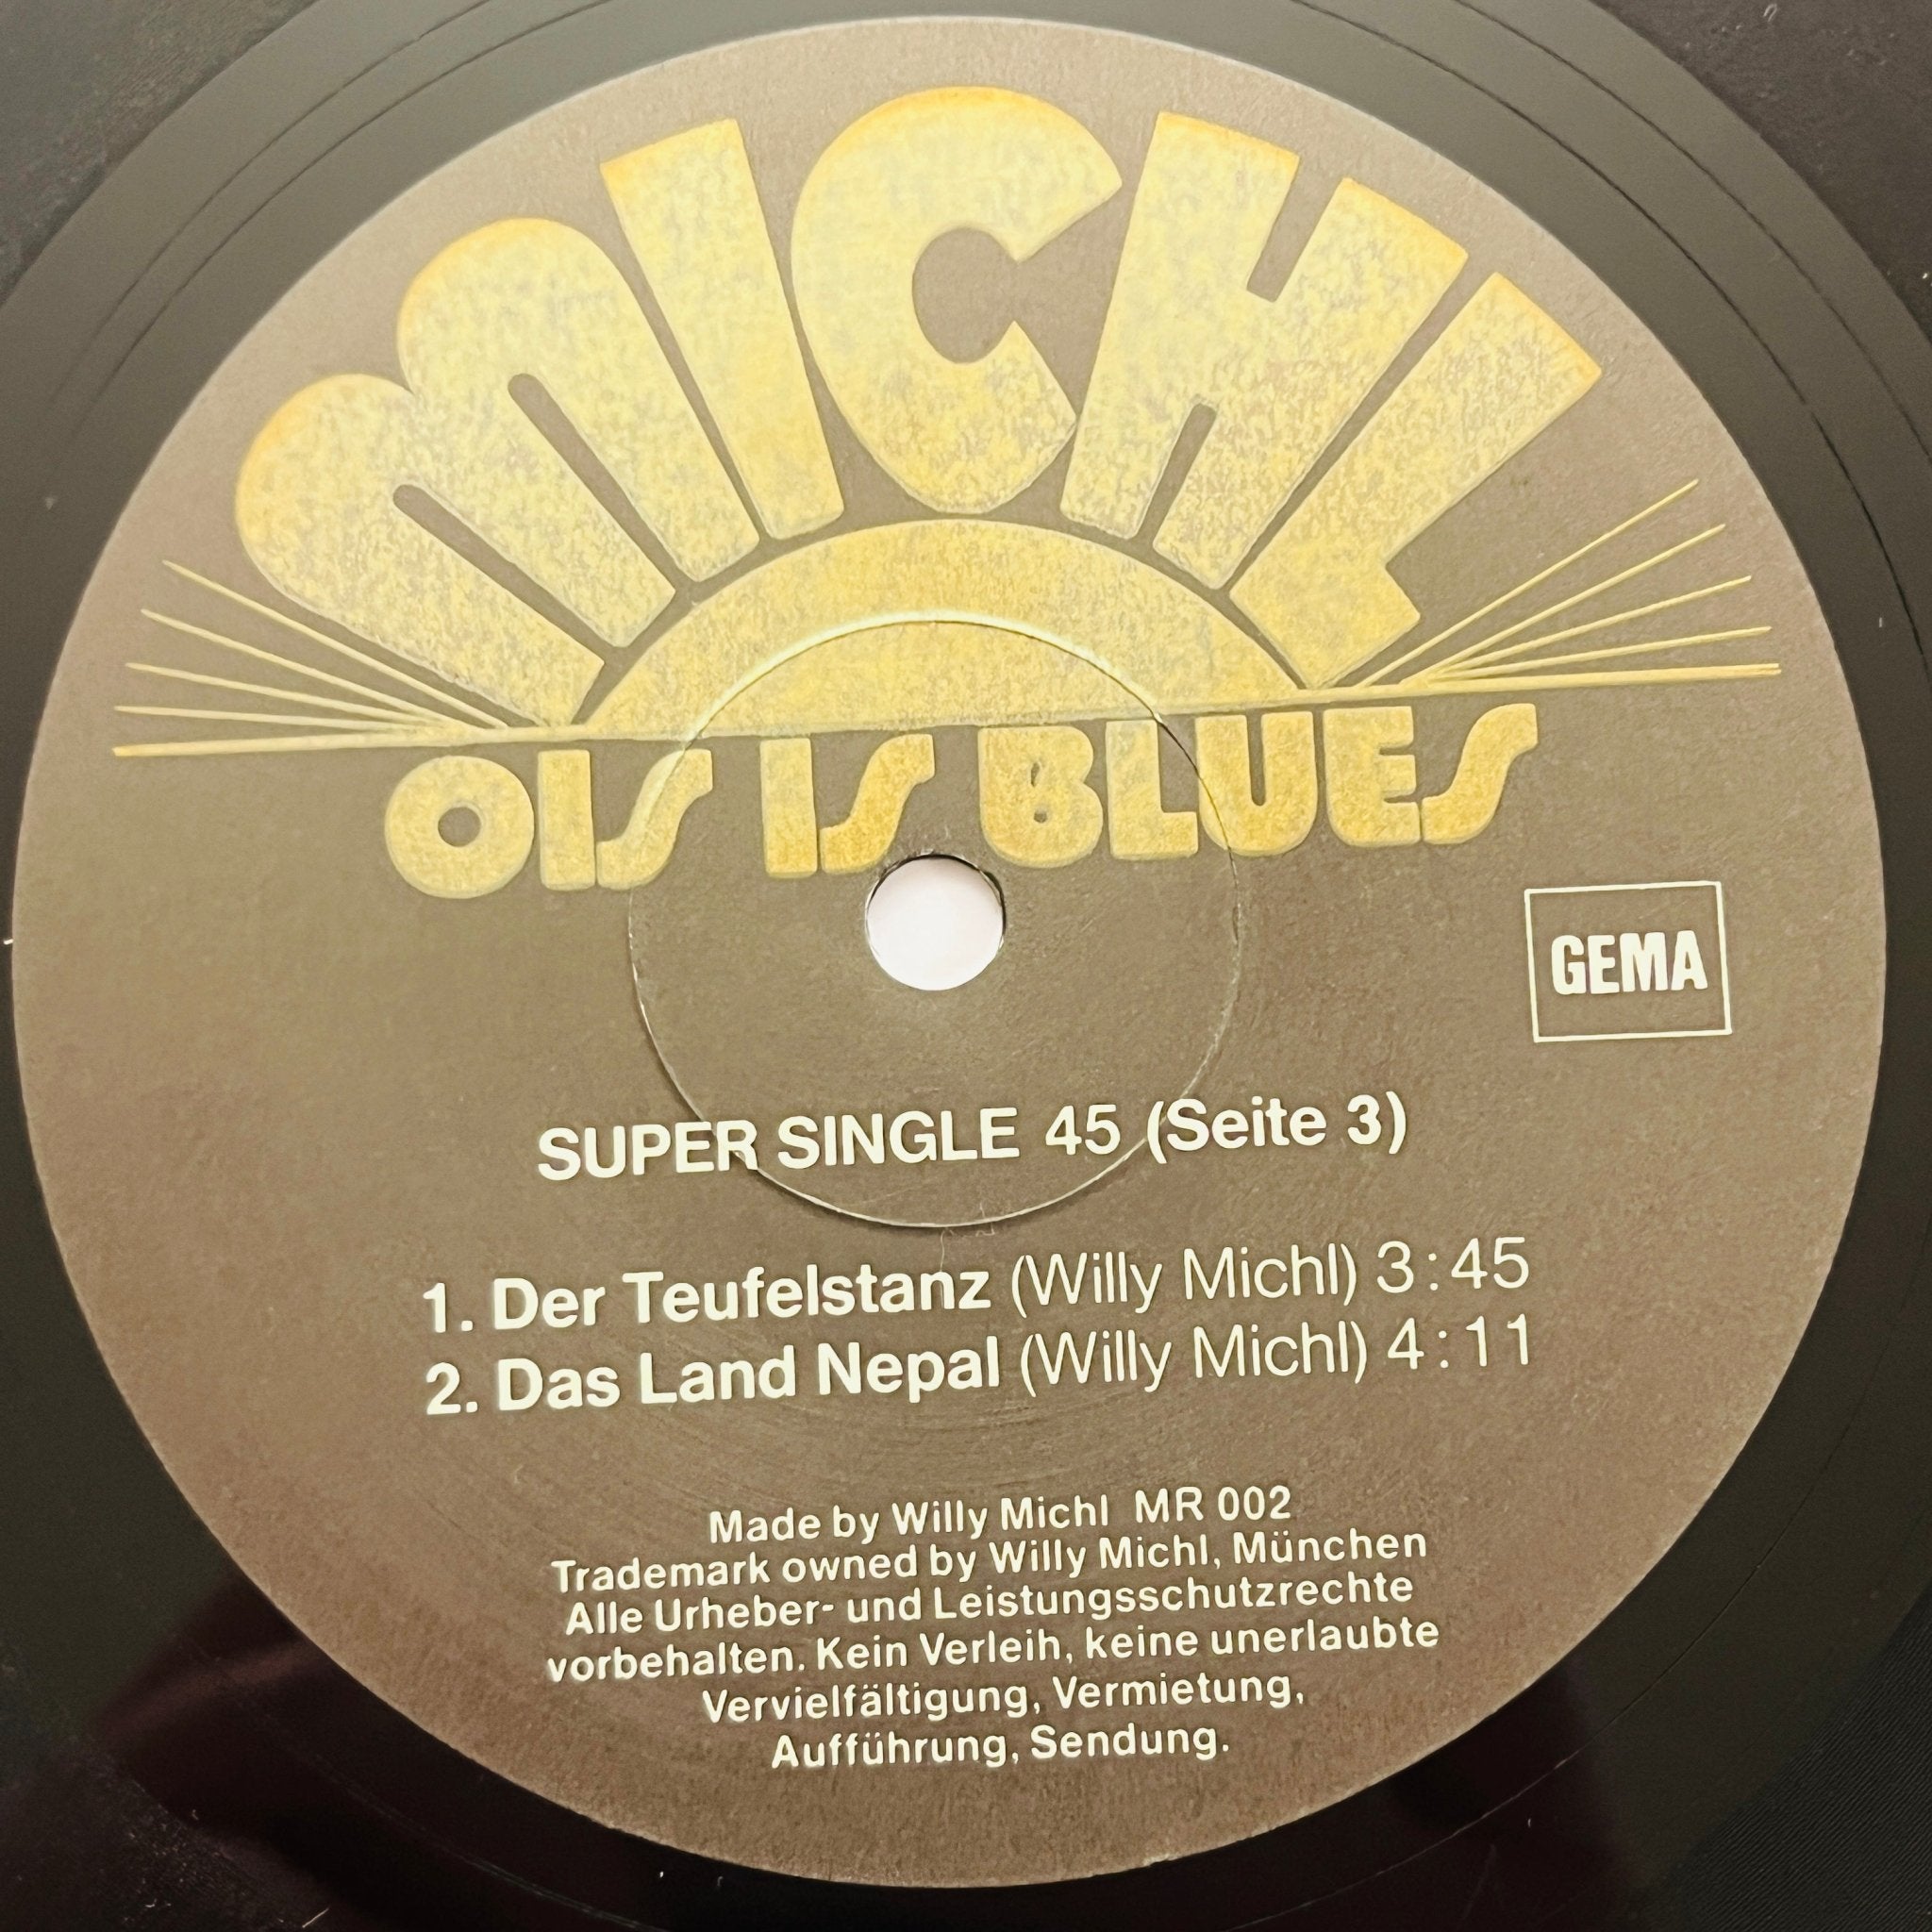 MICHL
OIS IS BLUES
GEMA
SUPER SINGLE 45 (Seite 3)
1. Der Teufelstanz (Willy Michl) 3:45
2. Das Land Nepal (Willy Michl) 4:11
Made by Willy Michl MR 002
Trademark owned by Willy Michl, München
Alle Urheber- und Leistungsschutzrechte
vorbehalten. Kein Verleih, keine unerlaubte
Vervielfältigung, Vermietung,
Aufführung, Sendung.